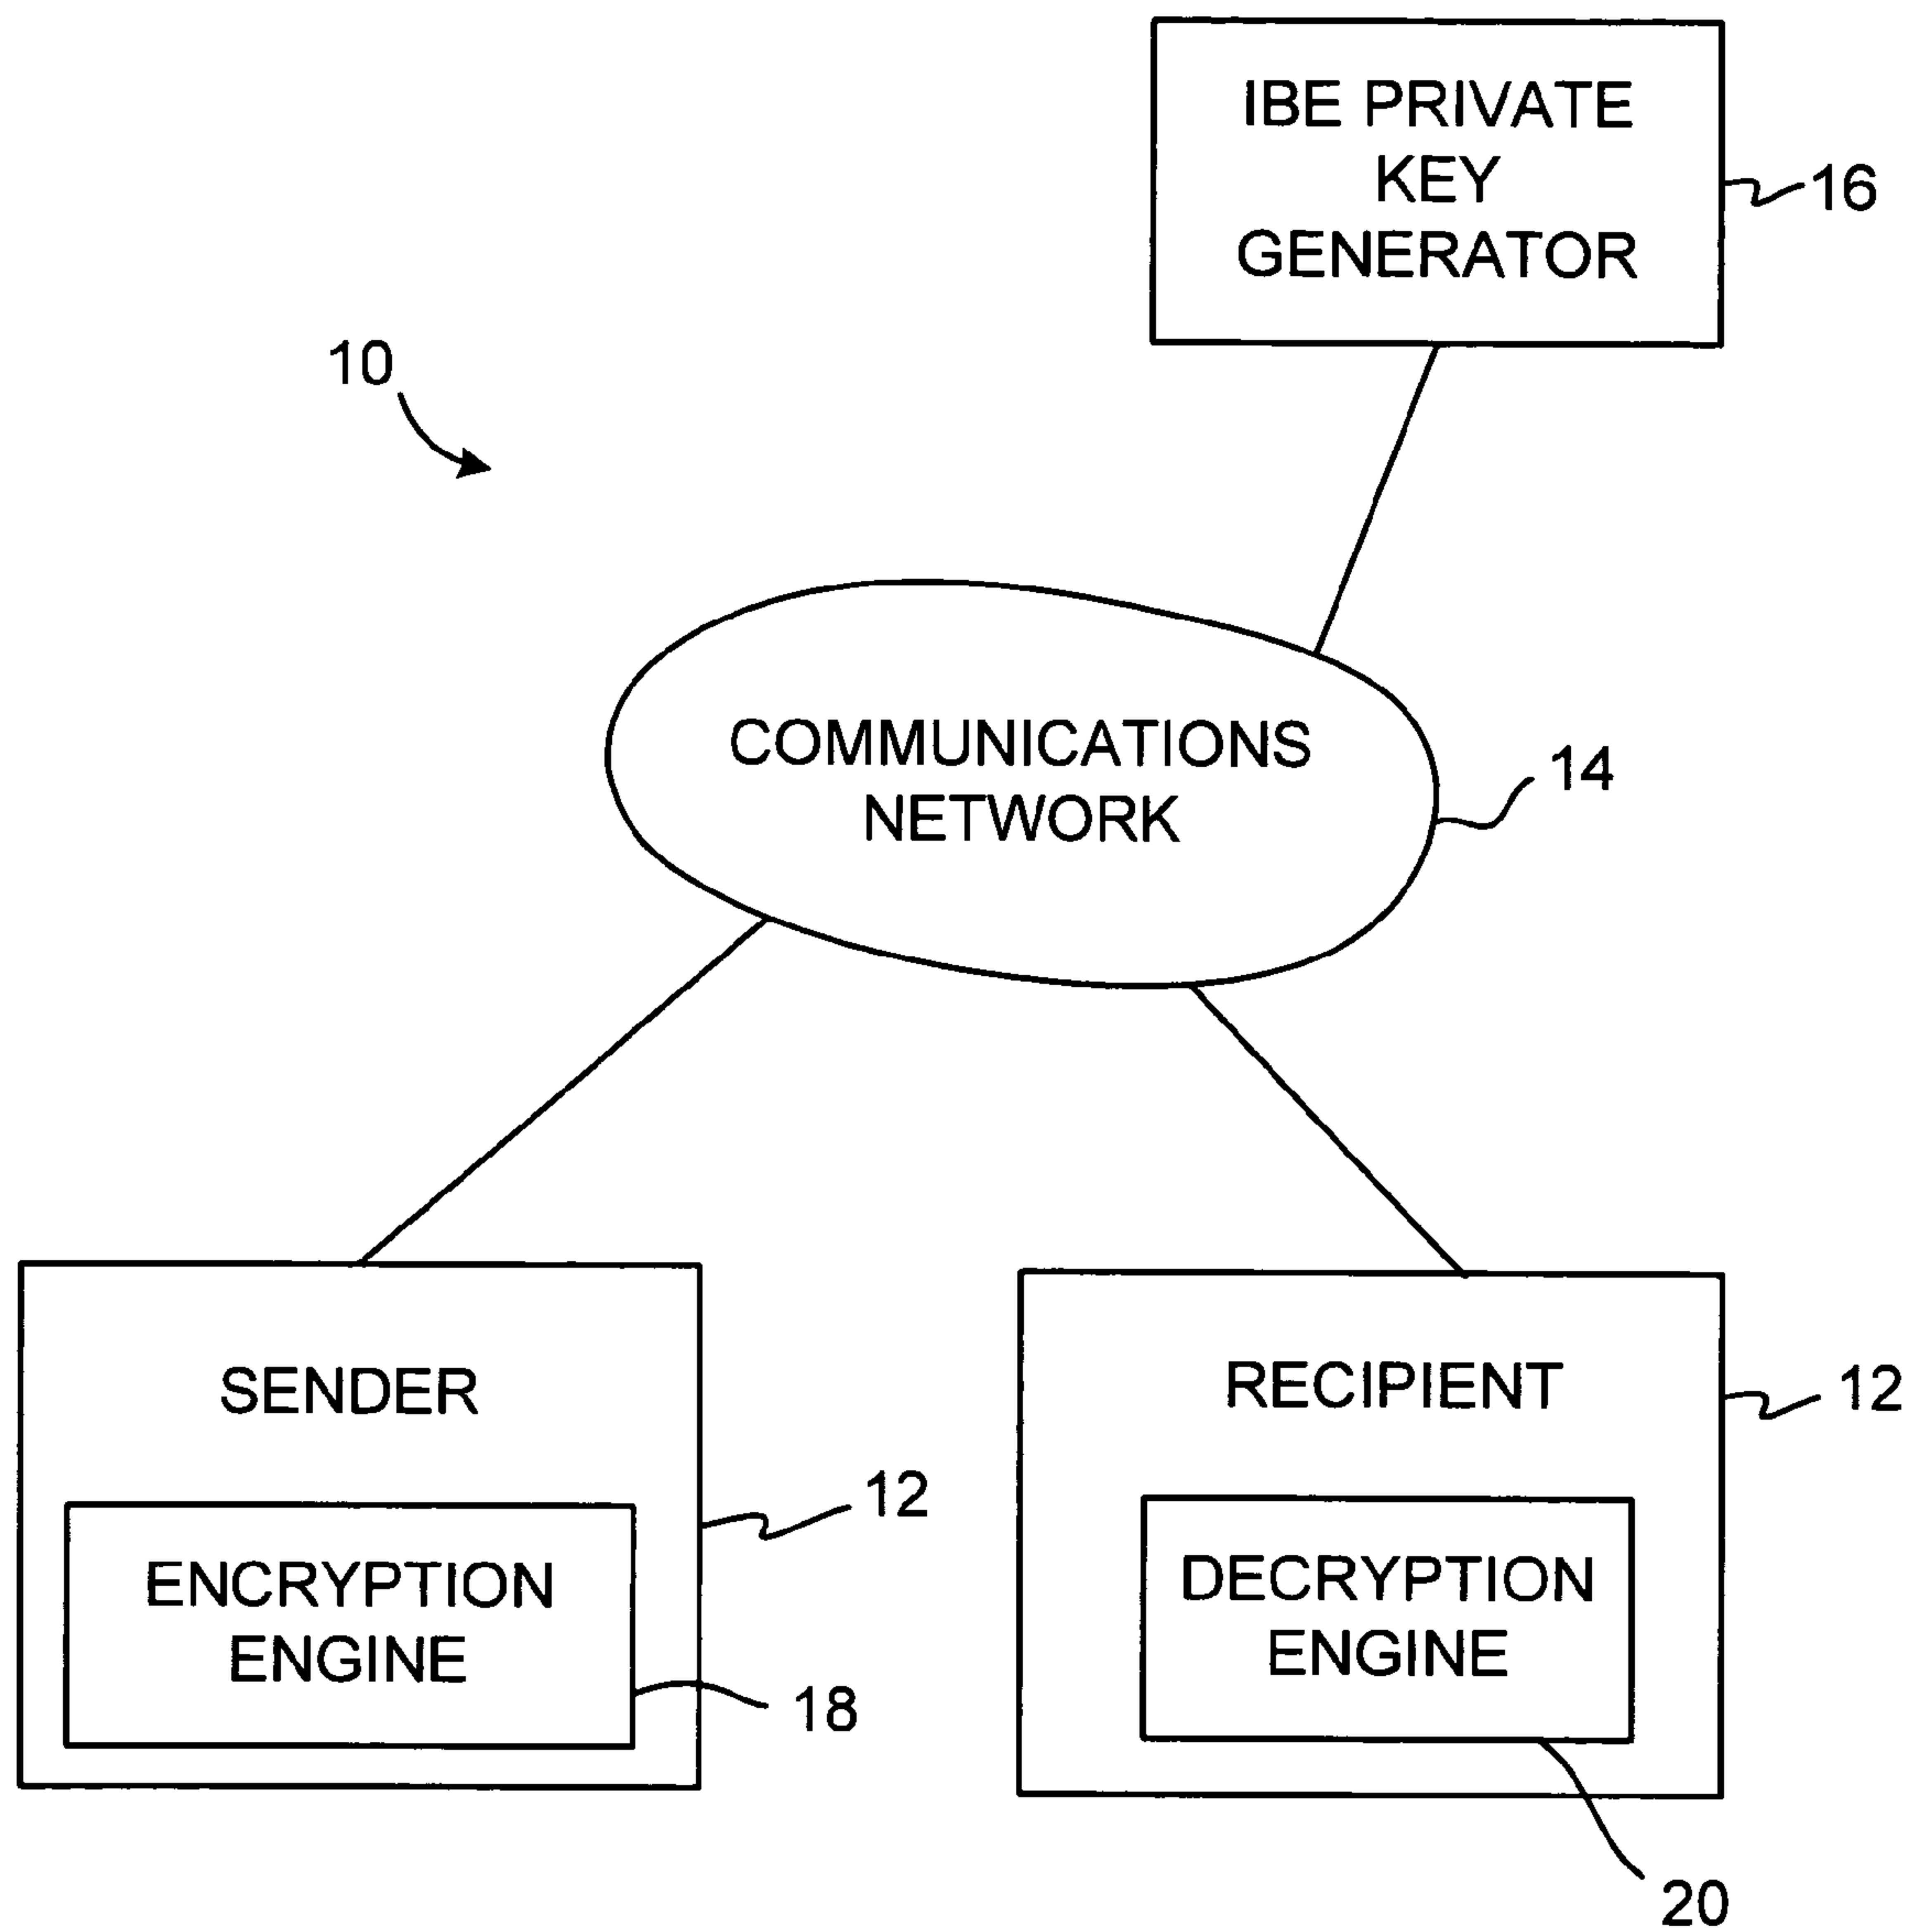 IBE PRIVATE
KEY
GENERATOR
16
10
COMMUNICATIONS
NETWORK
14
SENDER
12
ENCRYPTION
ENGINE
18
RECIPIENT
12
DECRYPTION
ENGINE
20